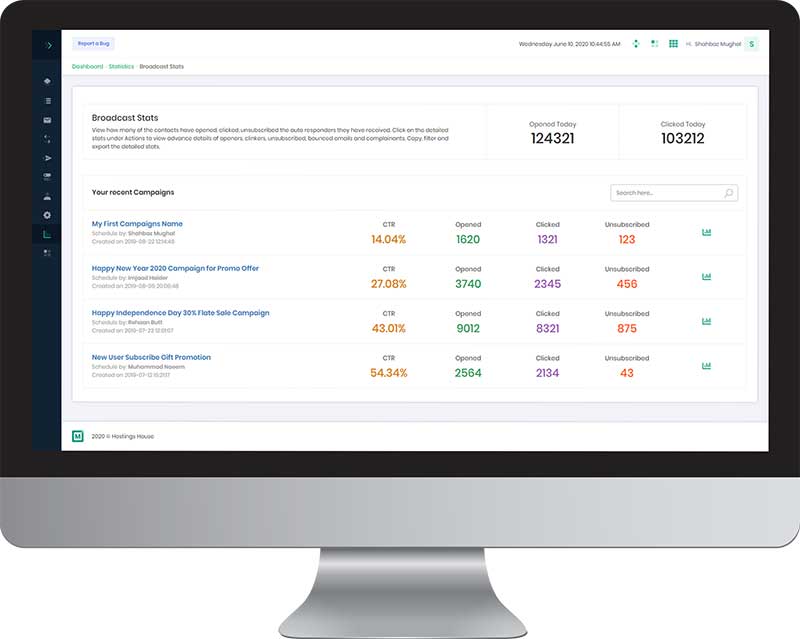 Report a Bug
Wednesday June 10, 2020 10:44:55 AM
Hi, Shahbaz Mughal
S
Dashboard · Statistics · Broadcast Stats
Broadcast Stats
View how many of the contacts have opened, clicked, unsubscribed the auto responders they have received. Click on the detailed
stats under Actions to view advance details of openers, clinkers, unsubscribed, bounced emails and complainants. Copy, filter and
export the detailed stats.
Opened Today
124321
Clicked Today
103212
Your recent Campaigns
Search here...
My First Campaigns Name
Schedule by: Shahbaz Mughal
Created on 2019-08-22 12:14:48
CTR
14.04%
Opened
1620
Clicked
1321
Unsubscribed
123
Happy New Year 2020 Campaign for Promo Offer
Schedule by: Imjaad Haider
Created on 2019-08-05 20:06:48
CTR
27.08%
Opened
3740
Clicked
2345
Unsubscribed
456
Happy Independence Day 30% Flate Sale Campaign
Schedule by: Rehaan Butt
Created on 2019-07-23 12:01:07
CTR
43.01%
Opened
9012
Clicked
8321
Unsubscribed
875
New User Subscribe Gift Promotion
Schedule by: Muhammad Naeem
Created on 2019-07-12 15:21:17
CTR
54.34%
Opened
2564
Clicked
2134
Unsubscribed
43
M
2020 © Hostings House